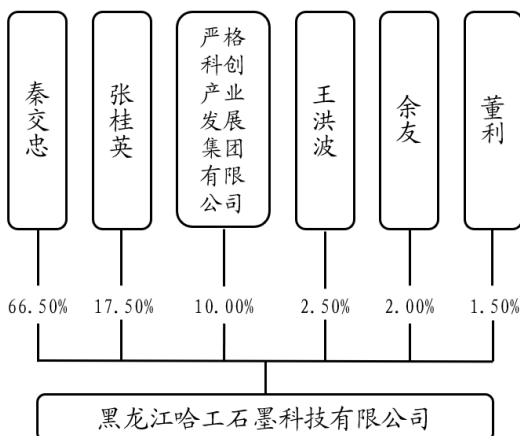 秦交忠
张桂英
严格
科创
产业
发展
集团
有限
公司
王洪波
余友
董利
66.50%
17.50%
10.00%
2.50%
2.00%
1.50%
黑龙江哈工石墨科技有限公司